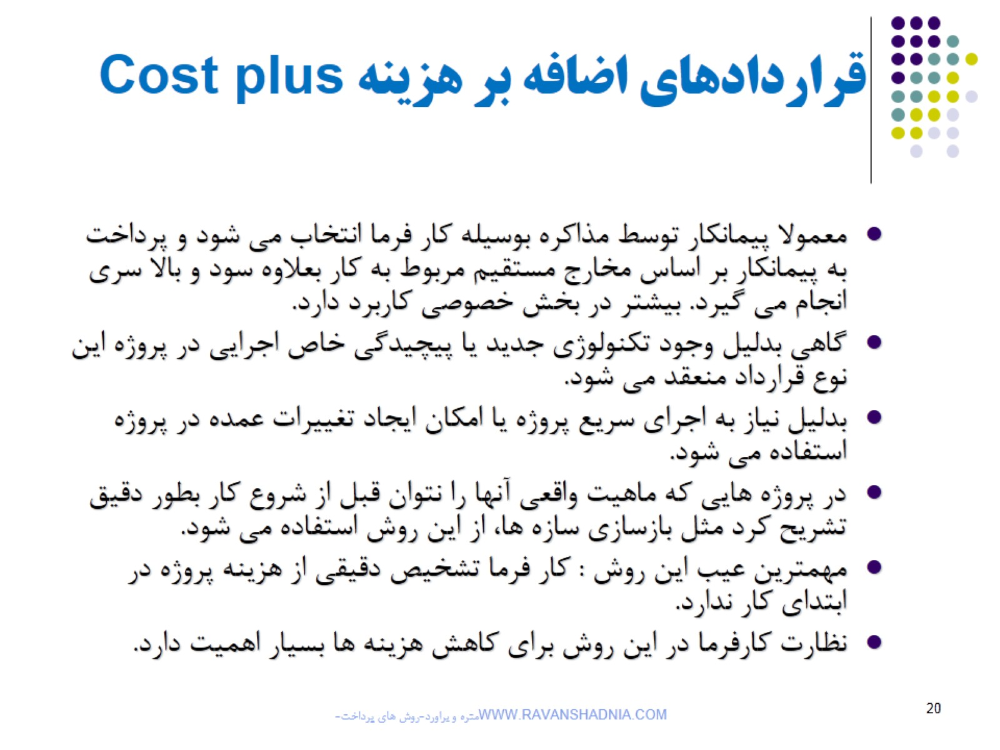 قراردادهای اضافه بر هزینه Cost plus
معمولا پیمانکار توسط مذاکره بوسیله کار فرما انتخاب می شود و پرداخت
به پیمانکار بر اساس مخارج مستقیم مربوط به کار بعلاوه سود و بالا سری
انجام می گیرد. بیشتر در بخش خصوصی کاربرد دارد.
گاهی بدلیل وجود تکنولوژی جدید یا پیچیدگی خاص اجرایی در پروژه این
نوع قرارداد منعقد می شود.
بدلیل نیاز به اجرای سریع پروژه یا امکان ایجاد تغییرات عمده در پروژه
استفاده می شود.
در پروژه هایی که ماهیت واقعی آنها را نتوان قبل از شروع کار بطور دقیق
تشریح کرد مثل بازسازی سازه ها، از این روش استفاده می شود.
مهمترین عیب این روش : کار فرما تشخیص دقیقی از هزینه پروژه در
ابتدای کار ندارد.
نظارت کارفرما در این روش برای کاهش هزینه ها بسیار اهمیت دارد.
WWW.RAVANSHADNIA.COMمتره و براورد-روش های پرداخت-
20